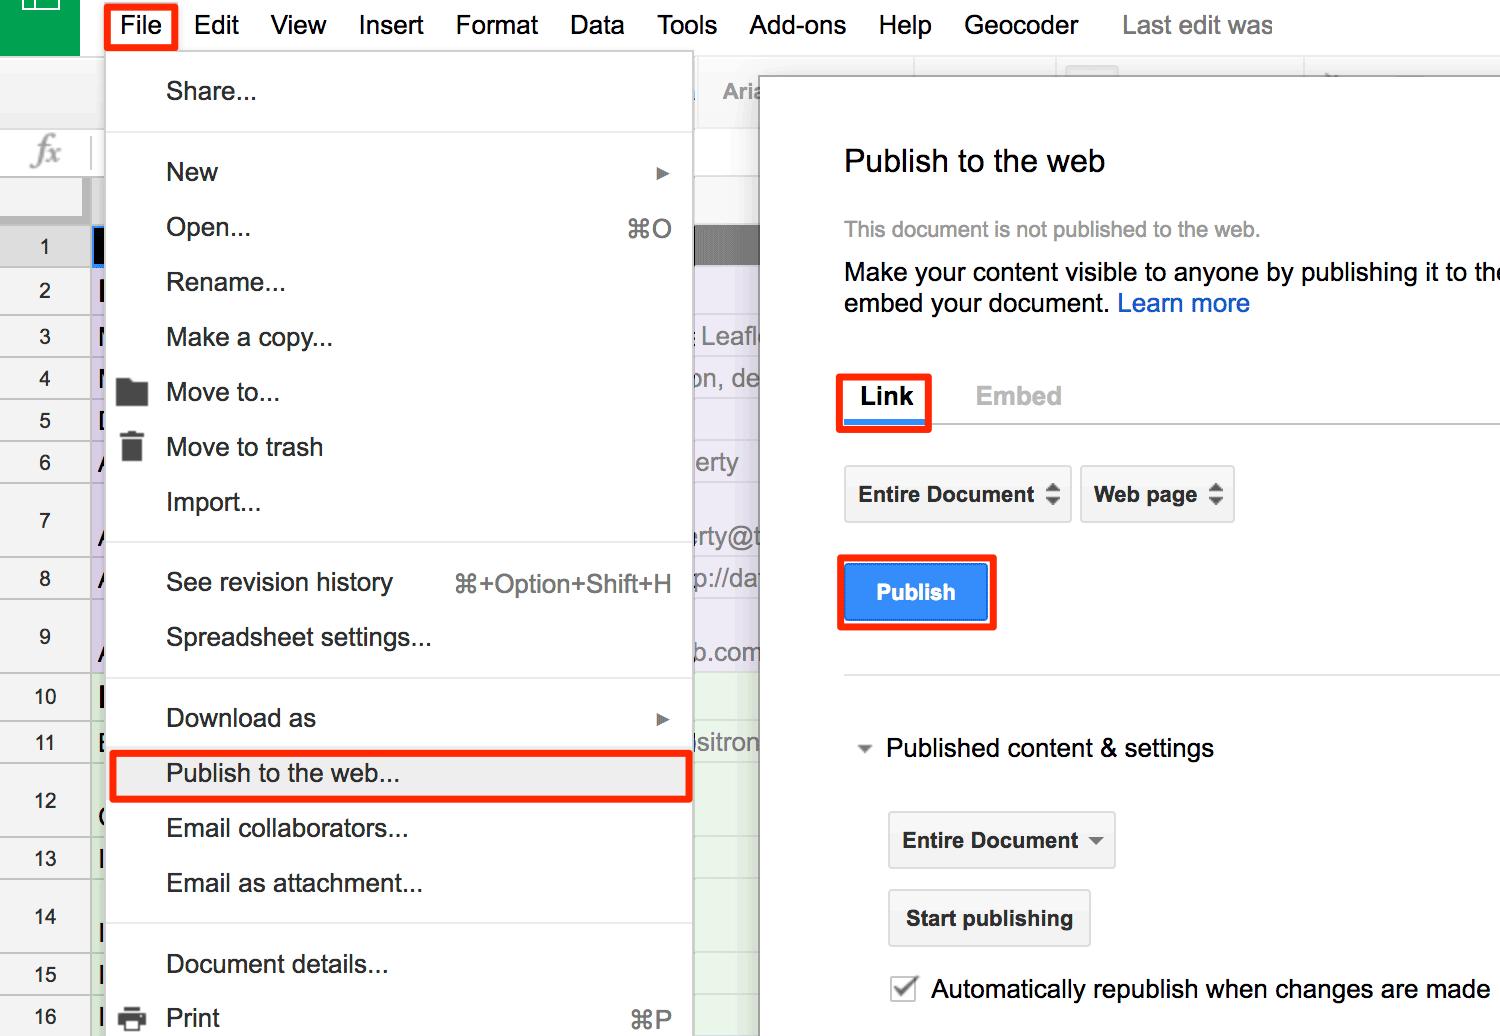 File Edit View Insert Format Data Tools Add-ons Help Geocoder Last edit was
Share...
New
Open... ⌘O
Rename...
Make a copy...
Move to...
Move to trash
Import...
See revision history ⌘+Option+Shift+H
Spreadsheet settings...
Download as
Publish to the web...
Email collaborators...
Email as attachment...
Document details...
Print ⌘P
fx
1
2
3
4
5
6
7
8
9
10
11
12
13
14
15
16
Publish to the web
This document is not published to the web.
Make your content visible to anyone by publishing it to the
embed your document. Learn more
Link Embed
Entire Document Web page
Publish
Published content & settings
Entire Document
Start publishing
Automatically republish when changes are made